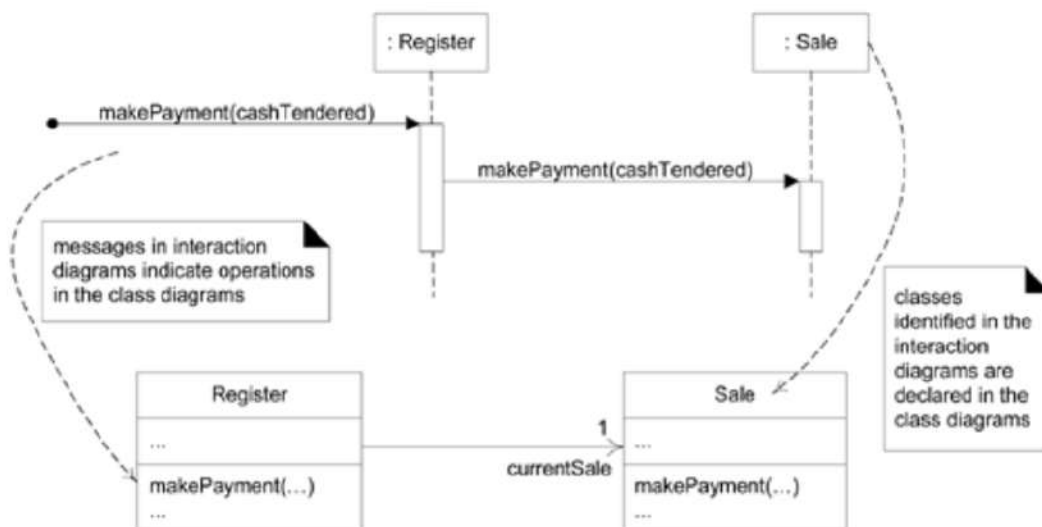 : Register
: Sale
makePayment(cashTendered)
makePayment(cashTendered)
messages in interaction
diagrams indicate operations
in the class diagrams
classes
identified in the
interaction
diagrams are
declared in the
class diagrams
Register
...
makePayment(...)
...
1
currentSale
Sale
...
makePayment(...)
...